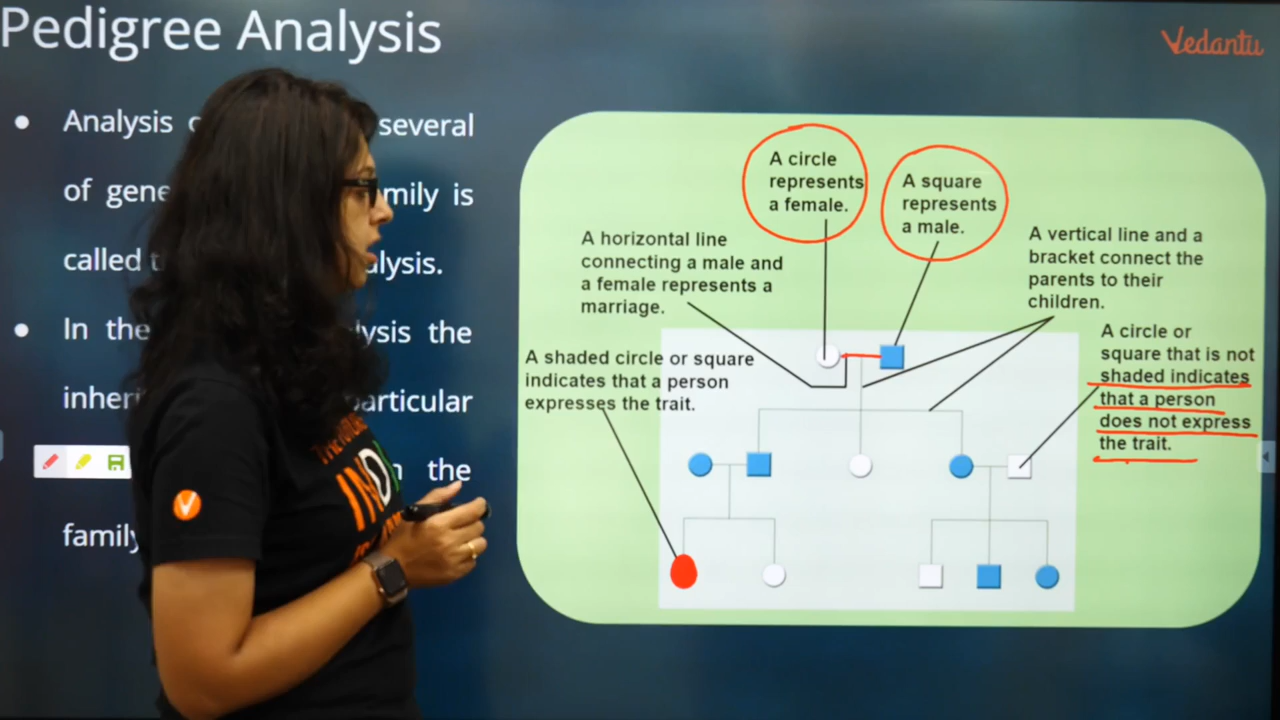 Pedigree Analysis
Vedantu
Analysis several
of gene mily is
called alysis.
In the lysis the
inheri particular
the
family
A circle
represents
a female.
A square
represents
a male.
A horizontal line
connecting a male and
a female represents a
marriage.
A vertical line and a
bracket connect the
parents to their
children.
A shaded circle or square
indicates that a person
expresses the trait.
A circle or
square that is not
shaded indicates
that a person
does not express
the trait.
IND
V